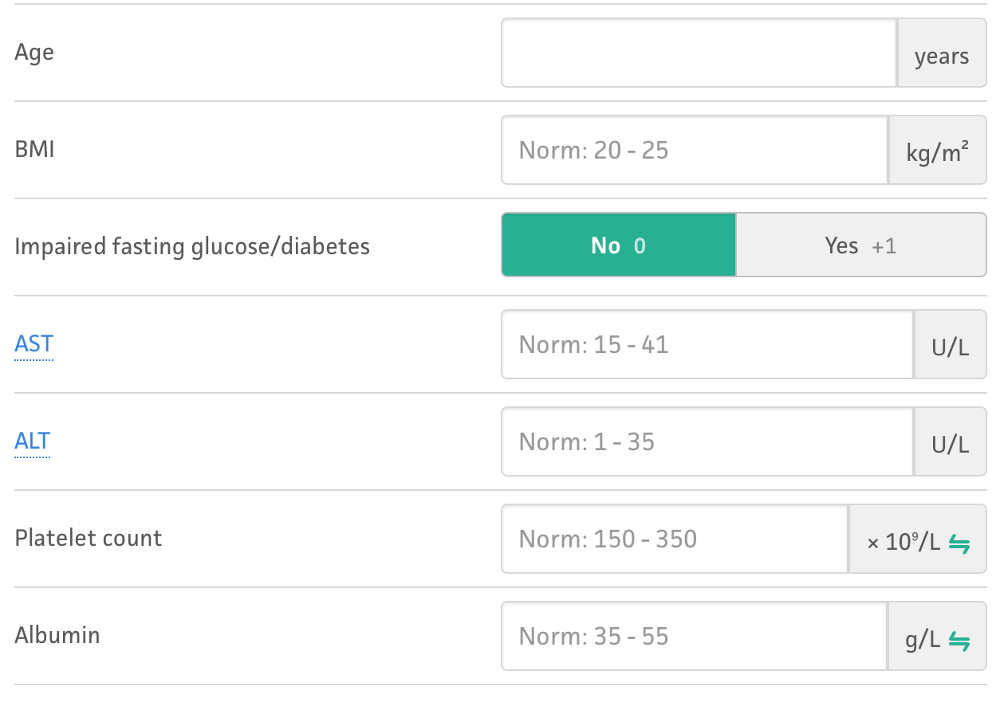 Age years
BMI Norm: 20 - 25 kg/m²
Impaired fasting glucose/diabetes No 0 Yes +1
AST Norm: 15 - 41 U/L
ALT Norm: 1 - 35 U/L
Platelet count Norm: 150 - 350 × 10⁹/L
Albumin Norm: 35 - 55 g/L